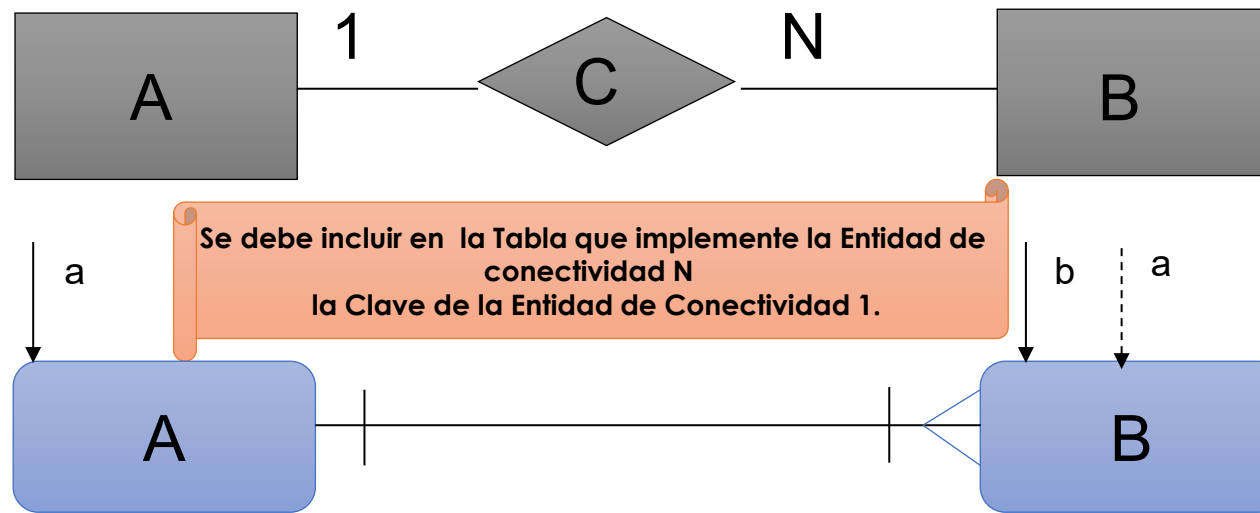 1
N
A
C
B
Se debe incluir en la Tabla que implemente la Entidad de
conectividad N
la Clave de la Entidad de Conectividad 1.
a
b
a
A
B